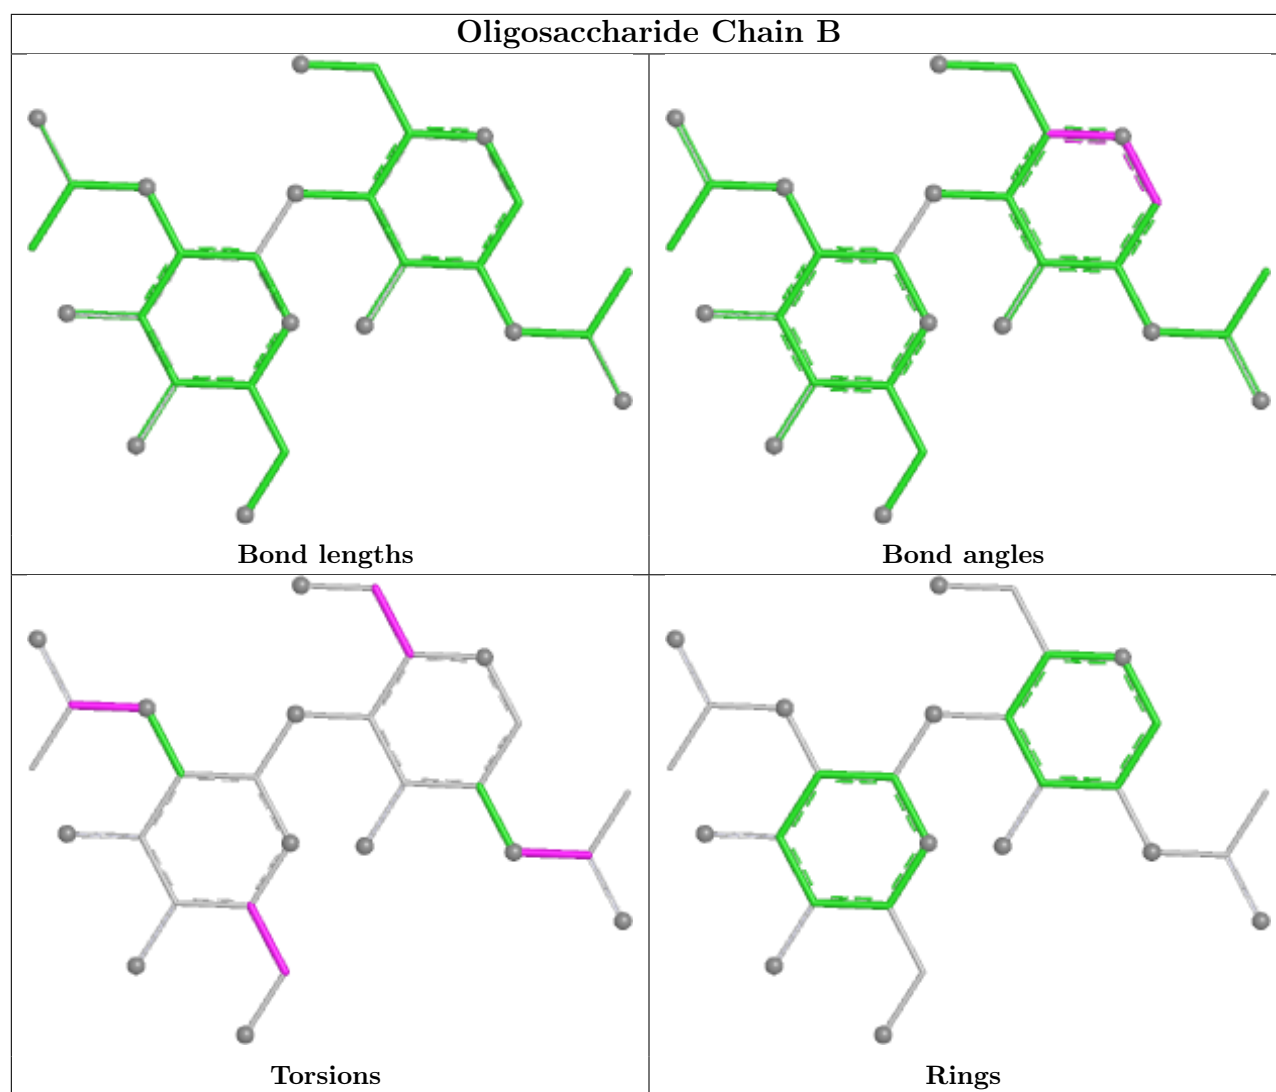 Oligosaccharide Chain B
Bond lengths
Bond angles
Torsions
Rings